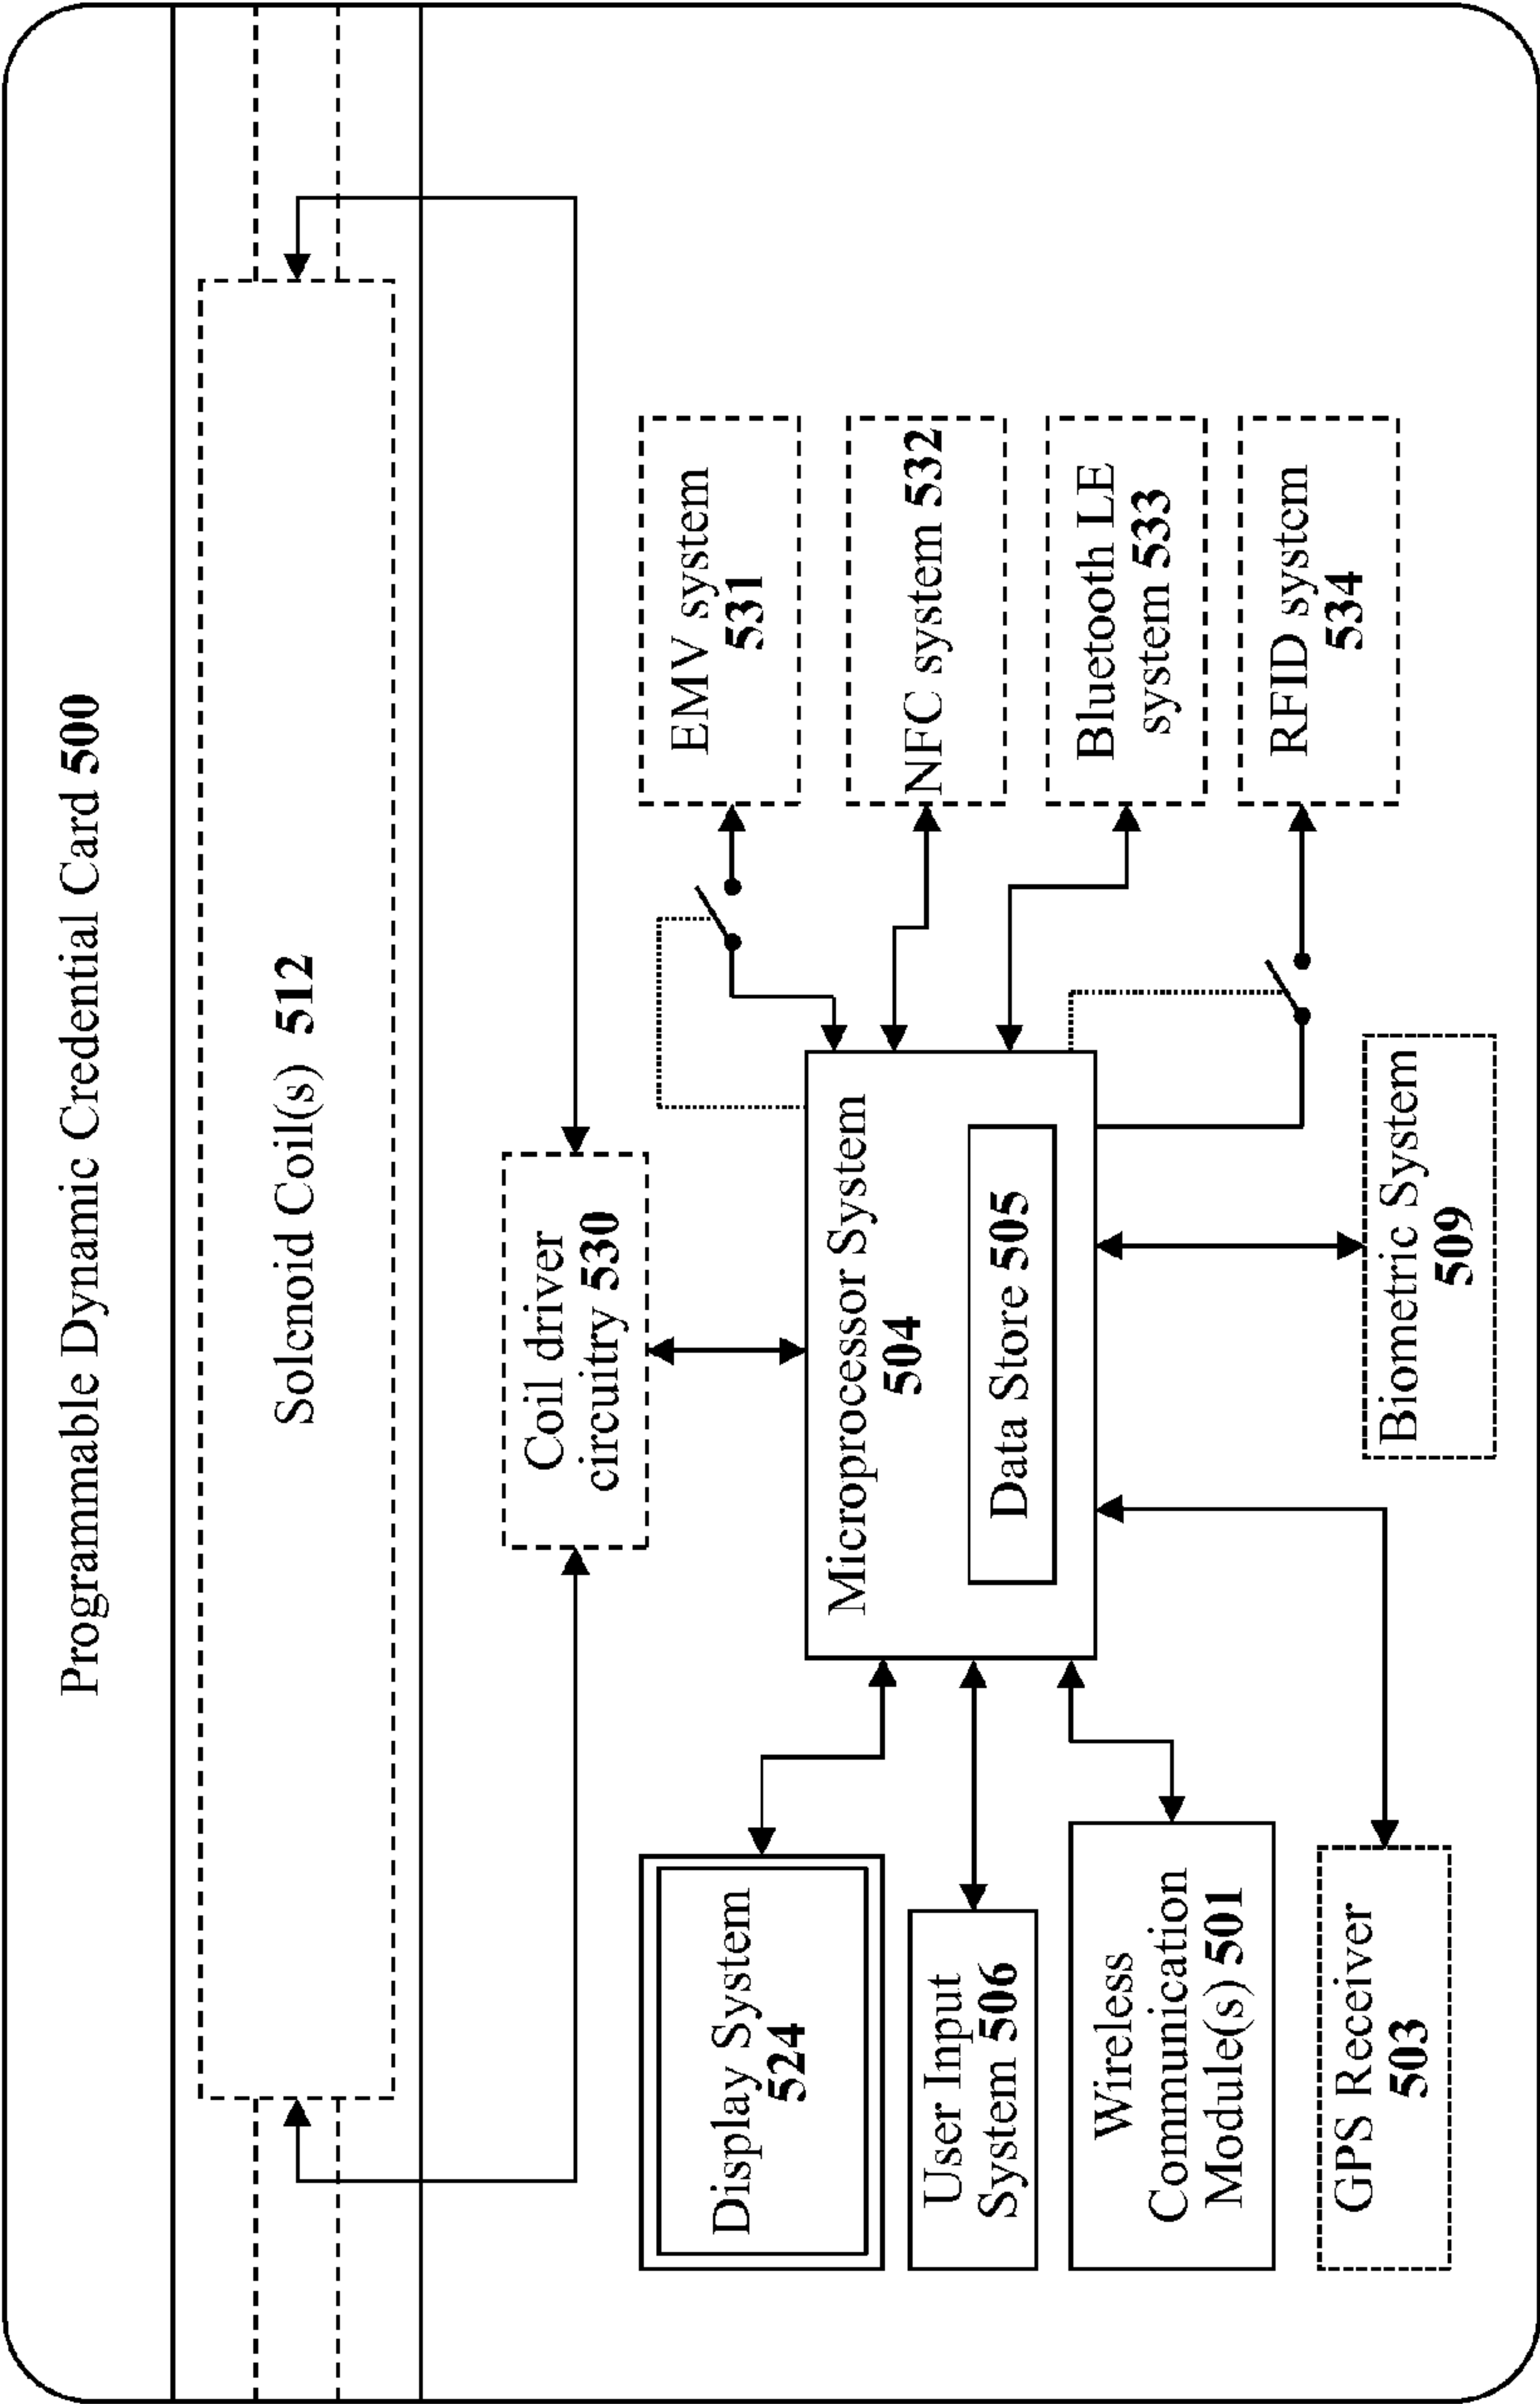 Programmable Dynamic Credential Card 500
Solenoid Coil(s) 512
Coil driver
circuitry 530
Display System
524
User Input
System 506
Wireless
Communication
Module(s) 501
GPS Receiver
503
Microprocessor System
504
Data Store 505
Biometric System
509
EMV system
531
NFC system 532
Bluetooth LE
system 533
RFID system
534